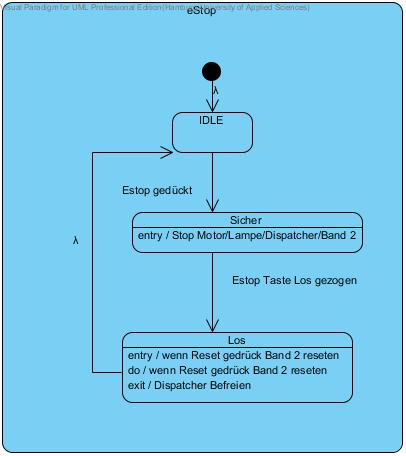 Visual Paradigm for UML Professional Edition(Hamburg University of Applied Sciences)
eStop
λ
IDLE
Estop gedückt
Sicher
entry / Stop Motor/Lampe/Dispatcher/Band 2
λ
Estop Taste Los gezogen
Los
entry / wenn Reset gedrück Band 2 reseten
do / wenn Reset gedrück Band 2 reseten
exit / Dispatcher Befreien